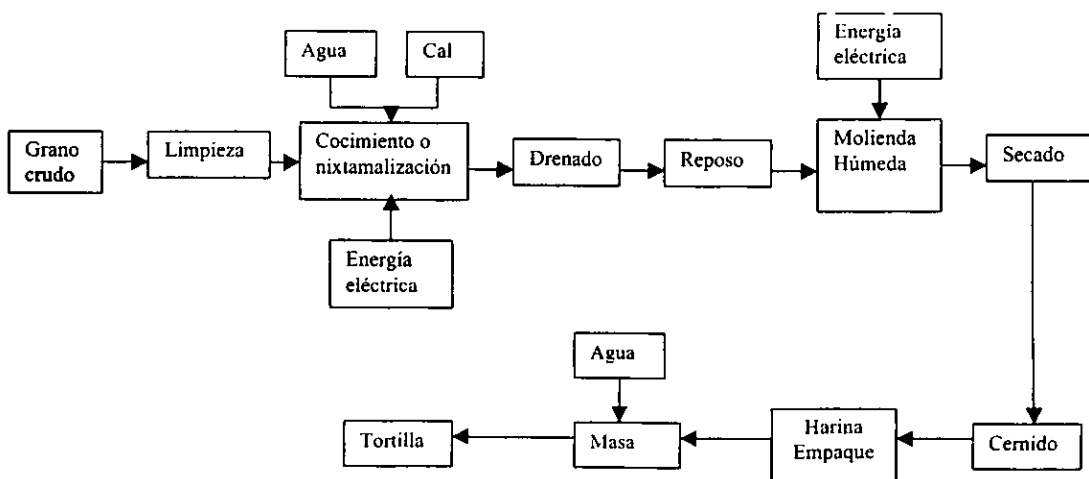 Energía
eléctrica
Agua
Cal
Grano
crudo
Limpieza
Cocimiento o
nixtamalización
Drenado
Reposo
Molienda
Húmeda
Secado
Energía
eléctrica
Agua
Tortilla
Masa
Harina
Empaque
Cernido